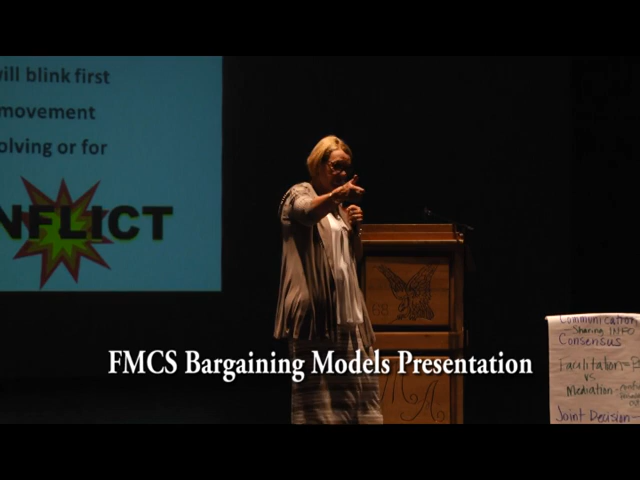 will blink first
movement
olving or for
NFLICT
68
M A
FMCS Bargaining Models Presentation
Communication
-Sharing INFO
Consensus
Facilitation=
vs
Mediation-
Joint Decision-